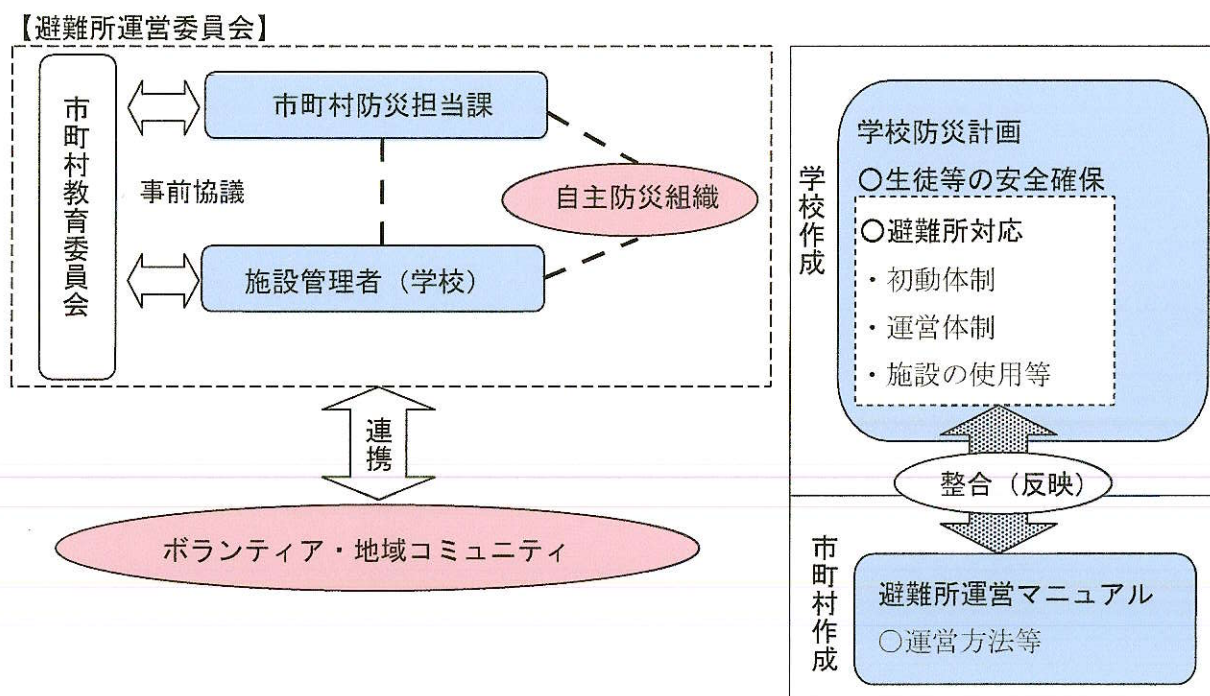 【避難所運営委員会】
市町村教育委員会
市町村防災担当課
事前協議
自主防災組織
施設管理者（学校）
連携
ボランティア・地域コミュニティ
学校作成
学校防災計画
〇生徒等の安全確保
〇避難所対応
・初動体制
・運営体制
・施設の使用等
整合（反映）
市町村作成
避難所運営マニュアル
〇運営方法等